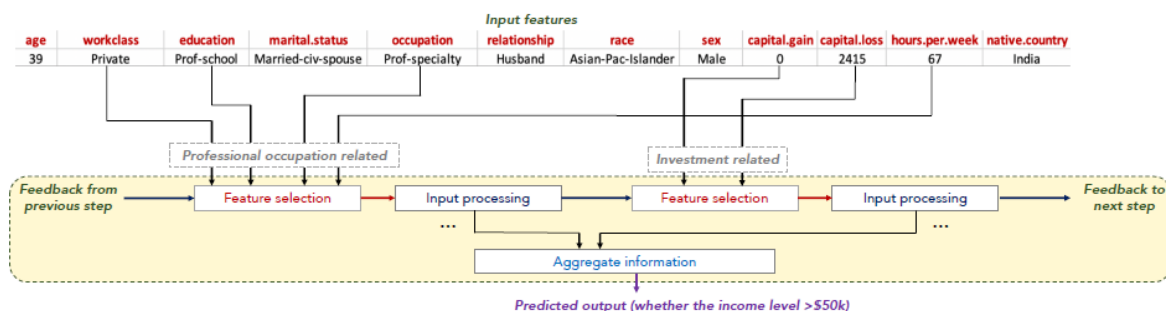 Input features
age workclass education marital.status occupation relationship race sex capital.gain capital.loss hours.per.week native.country
39 Private Prof-school Married-civ-spouse Prof-specialty Husband Asian-Pac-Islander Male 0 2415 67 India
Professional occupation related Investment related
Feedback from
previous step
Feature selection Input processing Feature selection Input processing
Feedback to
next step
... ...
Aggregate information
Predicted output (whether the income level >$50k)